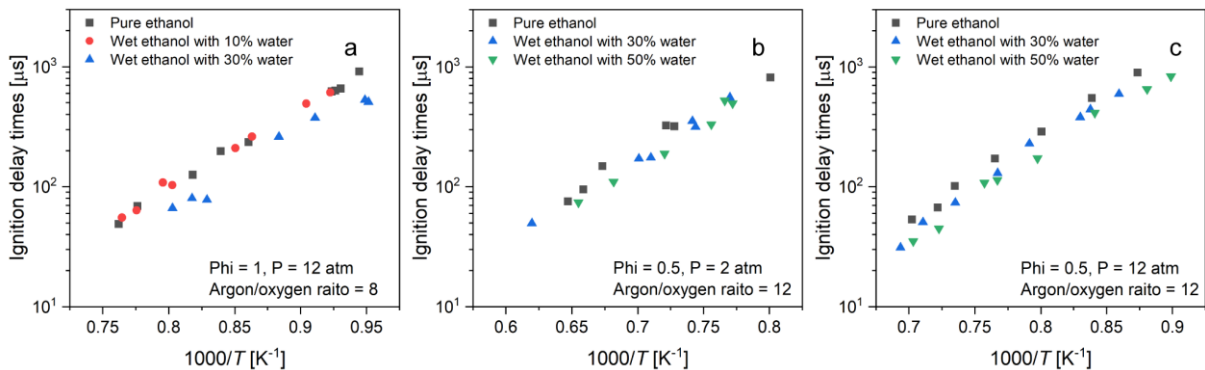 Pure ethanol
Wet ethanol with 10% water
Wet ethanol with 30% water
a
Ignition delay times [μs]
10³
10²
10¹
Phi = 1, P = 12 atm
Argon/oxygen raito = 8
0.75 0.8 0.85 0.9 0.95
1000/T [K⁻¹]
Pure ethanol
Wet ethanol with 30% water
Wet ethanol with 50% water
b
Ignition delay times [μs]
10³
10²
10¹
Phi = 0.5, P = 2 atm
Argon/oxygen raito = 12
0.6 0.65 0.7 0.75 0.8
1000/T [K⁻¹]
Pure ethanol
Wet ethanol with 30% water
Wet ethanol with 50% water
c
Ignition delay times [μs]
10³
10²
10¹
Phi = 0.5, P = 12 atm
Argon/oxygen raito = 12
0.7 0.75 0.8 0.85 0.9
1000/T [K⁻¹]